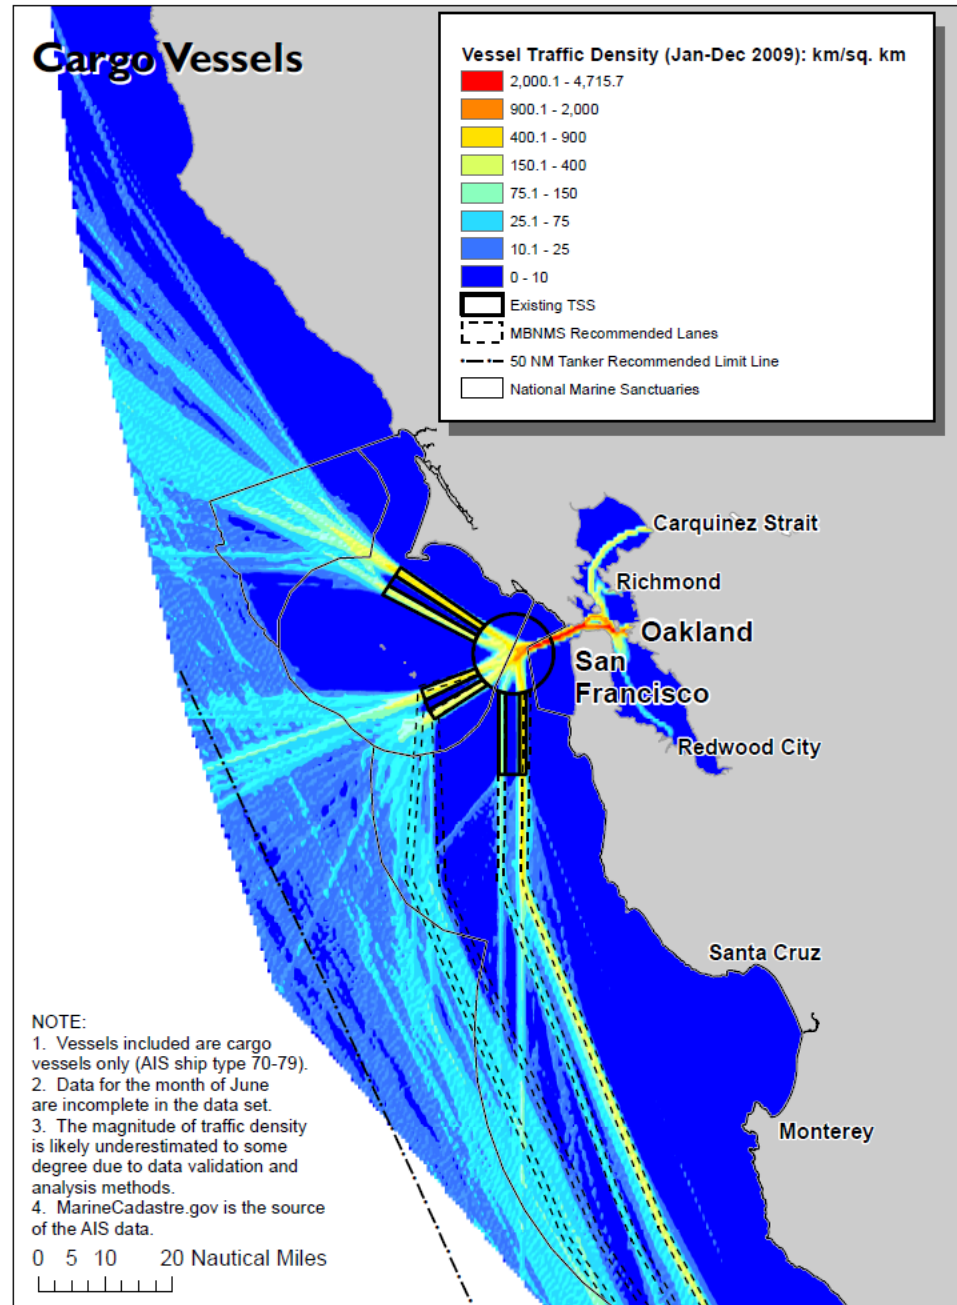 Cargo Vessels
Vessel Traffic Density (Jan-Dec 2009): km/sq. km
2,000.1 - 4,715.7
900.1 - 2,000
400.1 - 900
150.1 - 400
75.1 - 150
25.1 - 75
10.1 - 25
0 - 10
Existing TSS
MBNMS Recommended Lanes
50 NM Tanker Recommended Limit Line
National Marine Sanctuaries
Carquinez Strait
Richmond
Oakland
San
Francisco
Redwood City
Santa Cruz
Monterey
NOTE:
1. Vessels included are cargo
vessels only (AIS ship type 70-79).
2. Data for the month of June
are incomplete in the data set.
3. The magnitude of traffic density
is likely underestimated to some
degree due to data validation and
analysis methods.
4. MarineCadastre.gov is the source
of the AIS data.
0 5 10 20 Nautical Miles